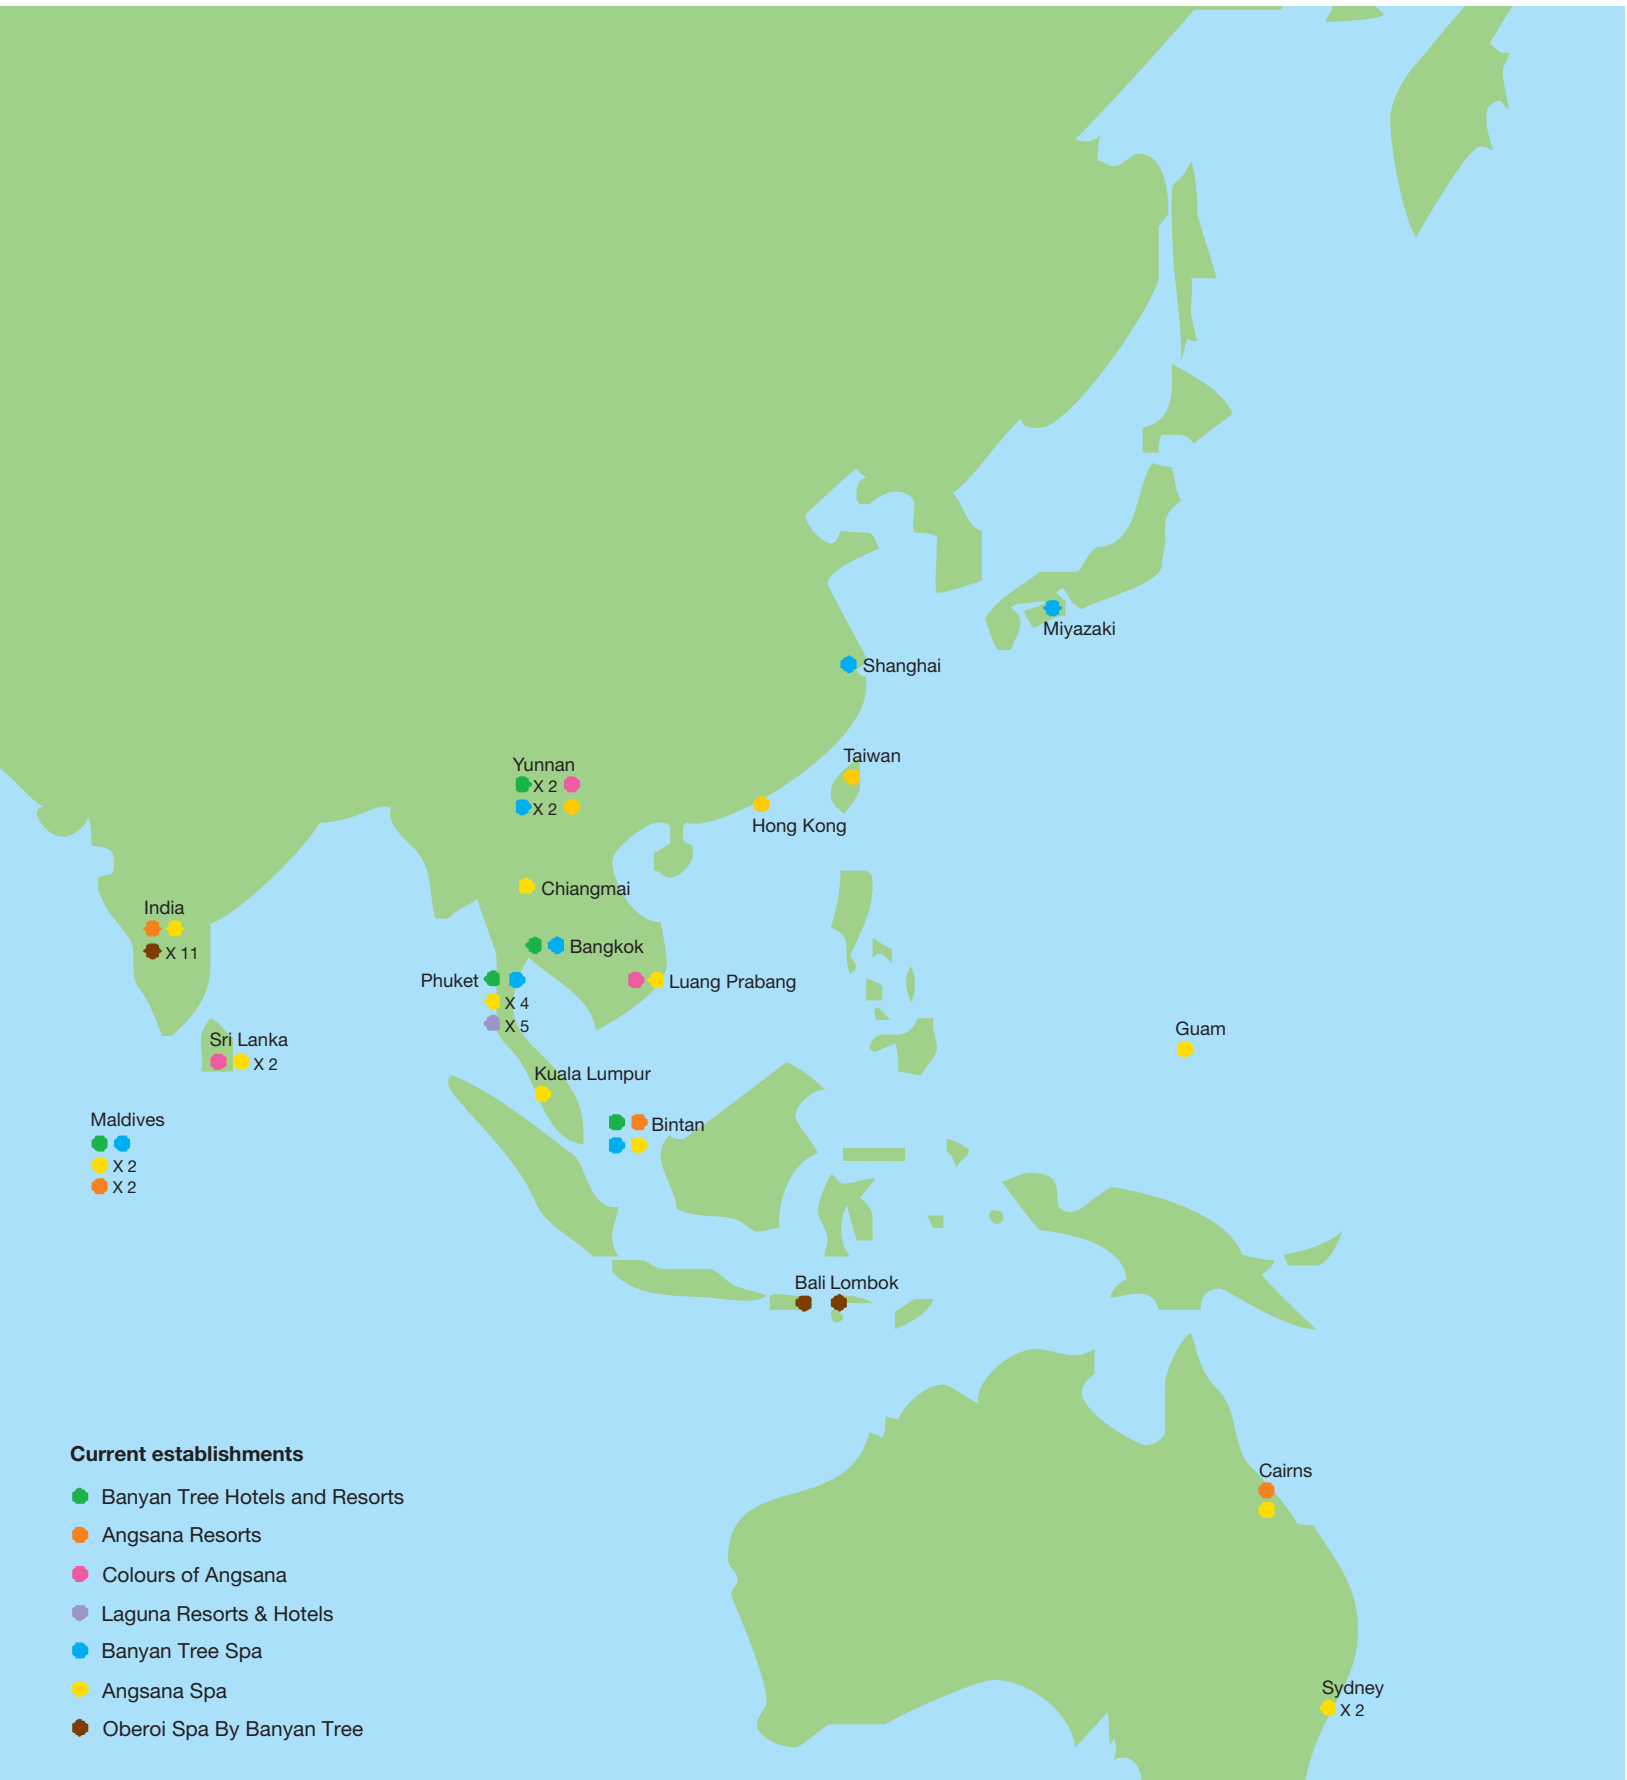 Miyazaki
Shanghai
Taiwan
Yunnan
X 2
X 2
Hong Kong
Chiangmai
India
X 11
Bangkok
Phuket
X 4
X 5
Luang Prabang
Guam
Sri Lanka
X 2
Kuala Lumpur
Maldives
X 2
X 2
Bintan
Bali Lombok
Current establishments
Banyan Tree Hotels and Resorts
Angsana Resorts
Colours of Angsana
Laguna Resorts & Hotels
Banyan Tree Spa
Angsana Spa
Oberoi Spa By Banyan Tree
Cairns
Sydney
X 2